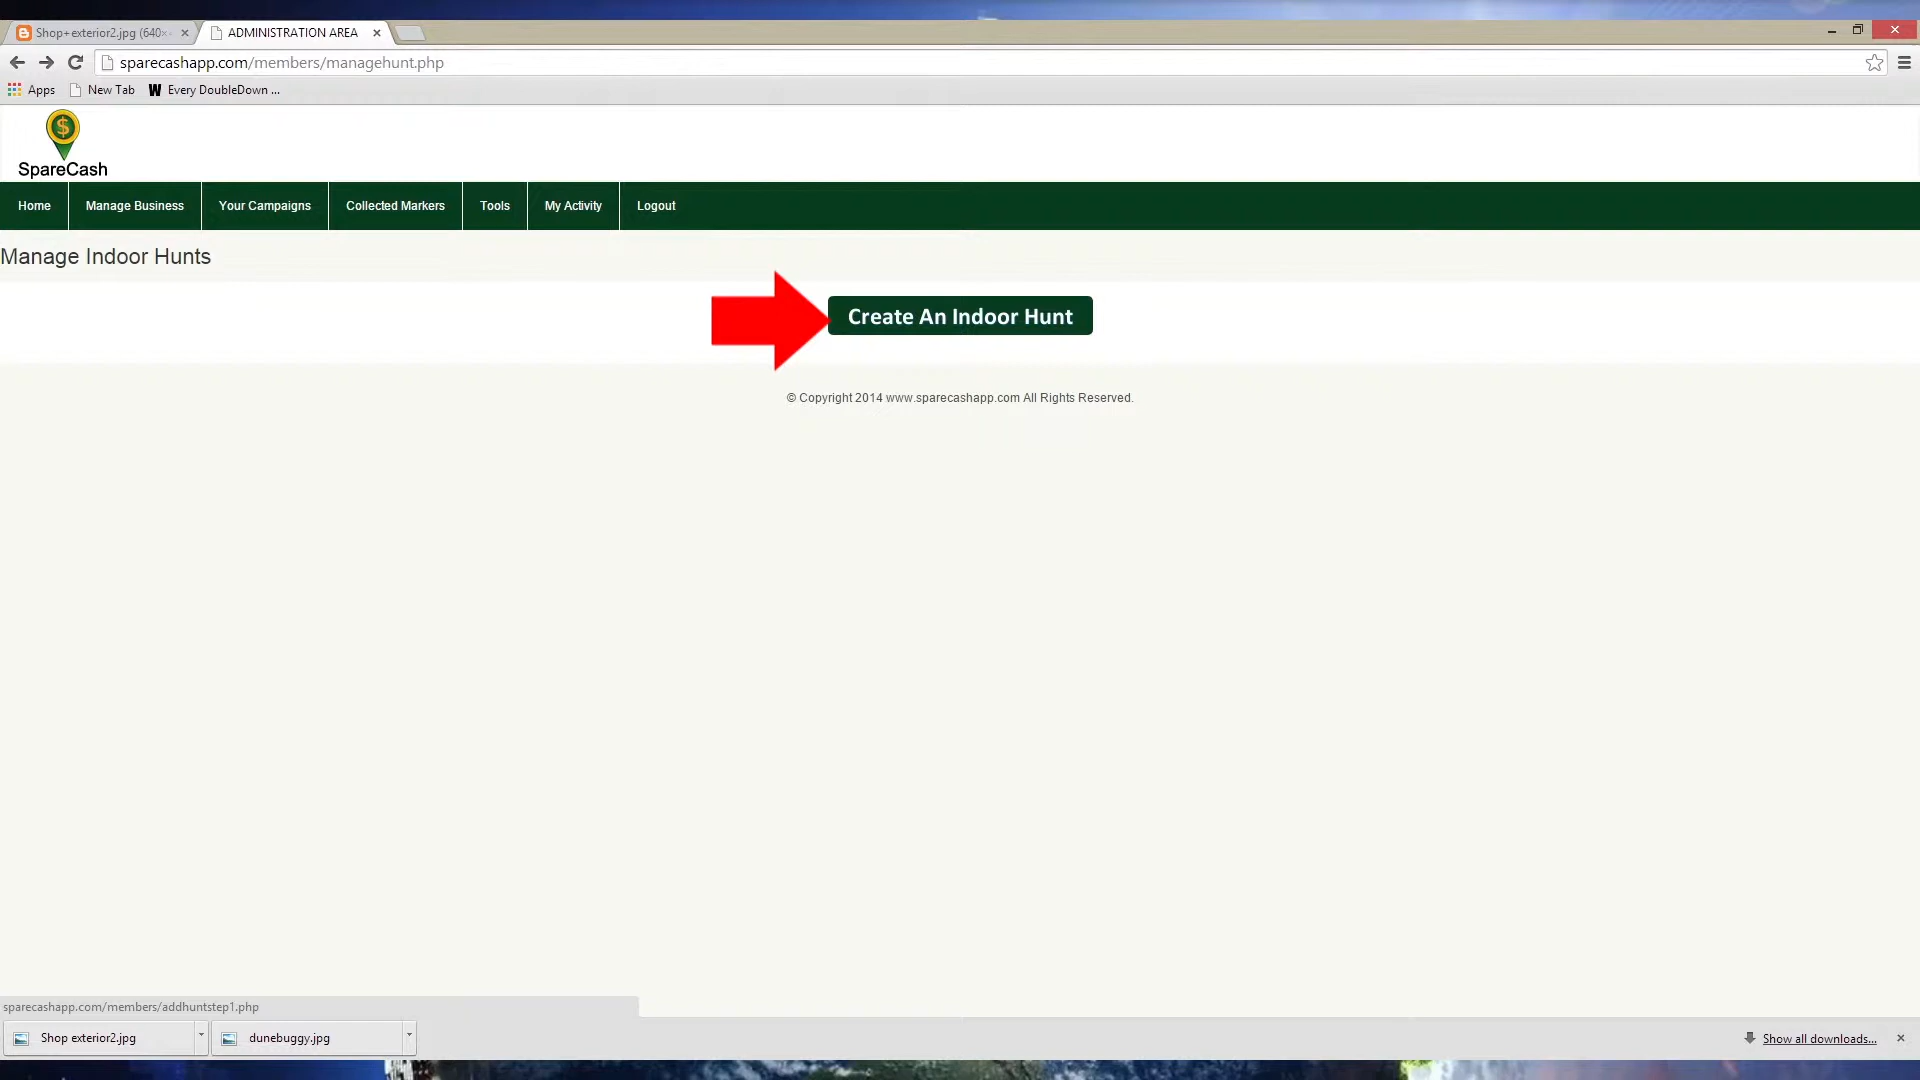 Shop+exterior2.jpg (640×
ADMINISTRATION AREA
sparecashapp.com/members/managehunt.php
Apps
New Tab
W Every DoubleDown ...
$
SpareCash
Home
Manage Business
Your Campaigns
Collected Markers
Tools
My Activity
Logout
Manage Indoor Hunts
Create An Indoor Hunt
© Copyright 2014 www.sparecashapp.com All Rights Reserved.
sparecashapp.com/members/addhuntstep1.php
Shop exterior2.jpg
dunebuggy.jpg
Show all downloads...